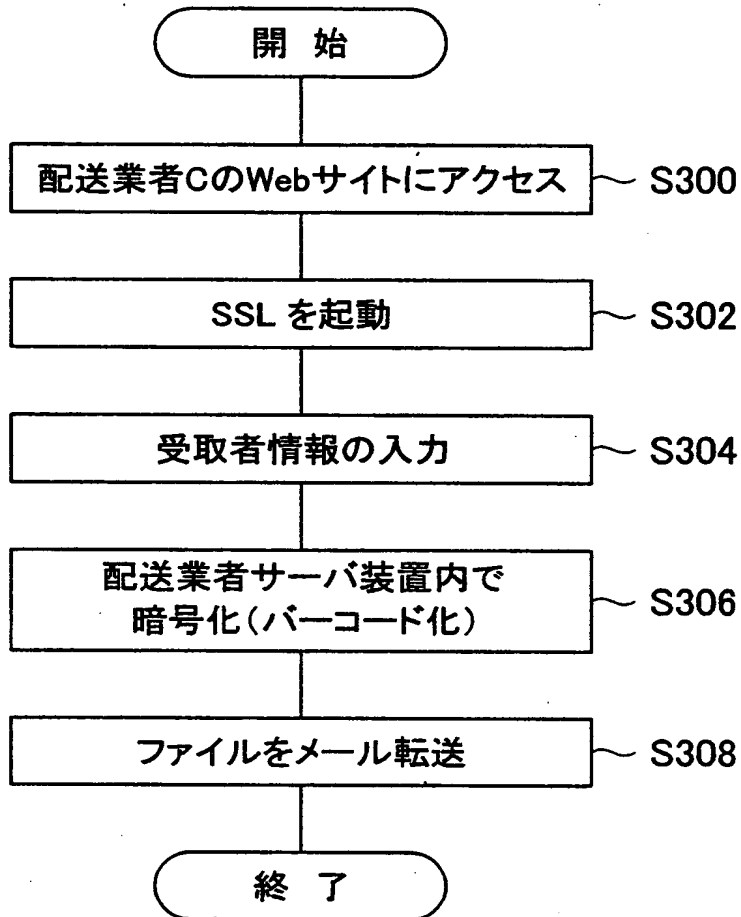 開 始
配送業者CのWebサイトにアクセス ～ S300
SSL を起動 ～ S302
受取者情報の入力 ～ S304
配送業者サーバ装置内で
暗号化(バーコード化) ～ S306
ファイルをメール転送 ～ S308
終 了